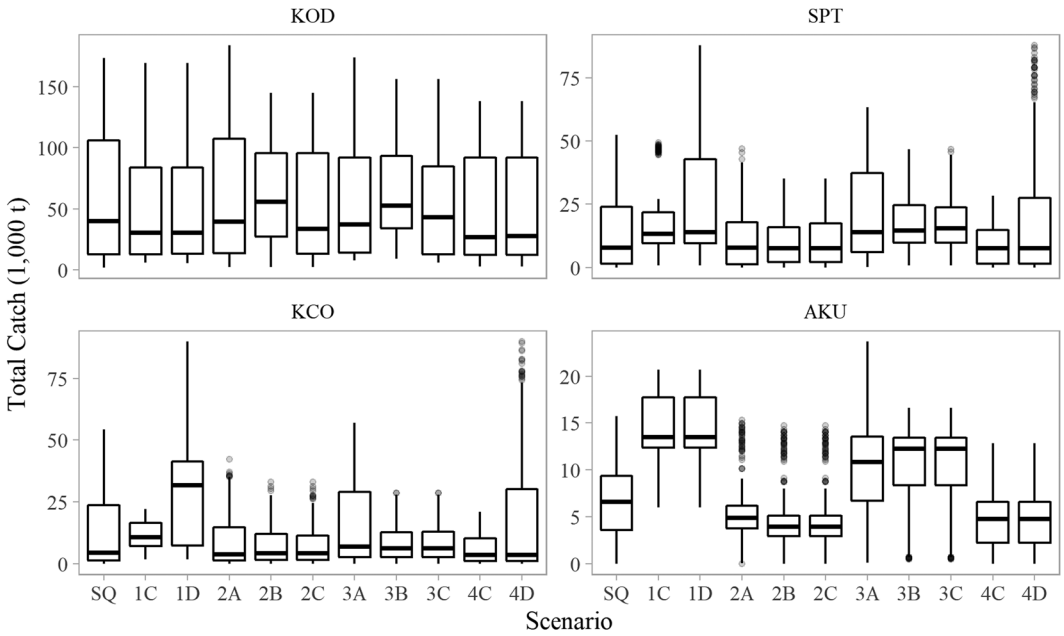 KOD
SPT
150
100
50
0
75
50
25
0
Total Catch (1,000 t)
KCO
AKU
75
50
25
0
20
15
10
5
0
SQ 1C 1D 2A 2B 2C 3A 3B 3C 4C 4D
SQ 1C 1D 2A 2B 2C 3A 3B 3C 4C 4D
Scenario